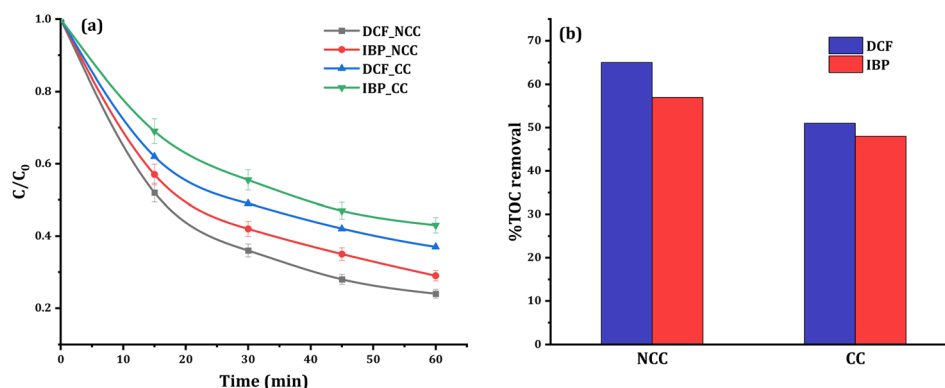 (a)
DCF_NCC
IBP_NCC
DCF_CC
IBP_CC
1.0
0.8
0.6
0.4
0.2
C/C0
0 10 20 30 40 50 60
Time (min)
(b)
DCF
IBP
70
60
50
40
30
20
10
0
%TOC removal
NCC CC